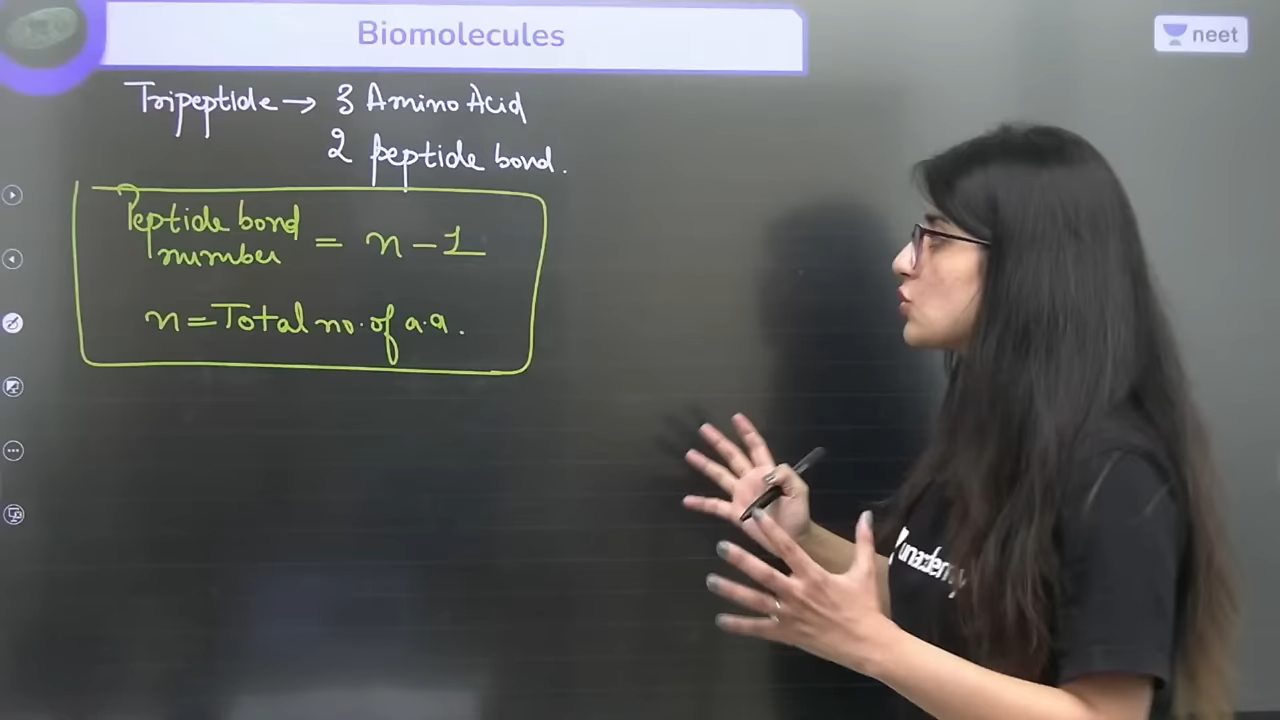 Biomolecules
neet
Tripeptide → 3 Amino Acid
2 peptide bond.
Peptide bond
number = n - 1
n = Total no. of a.a.
unacademy